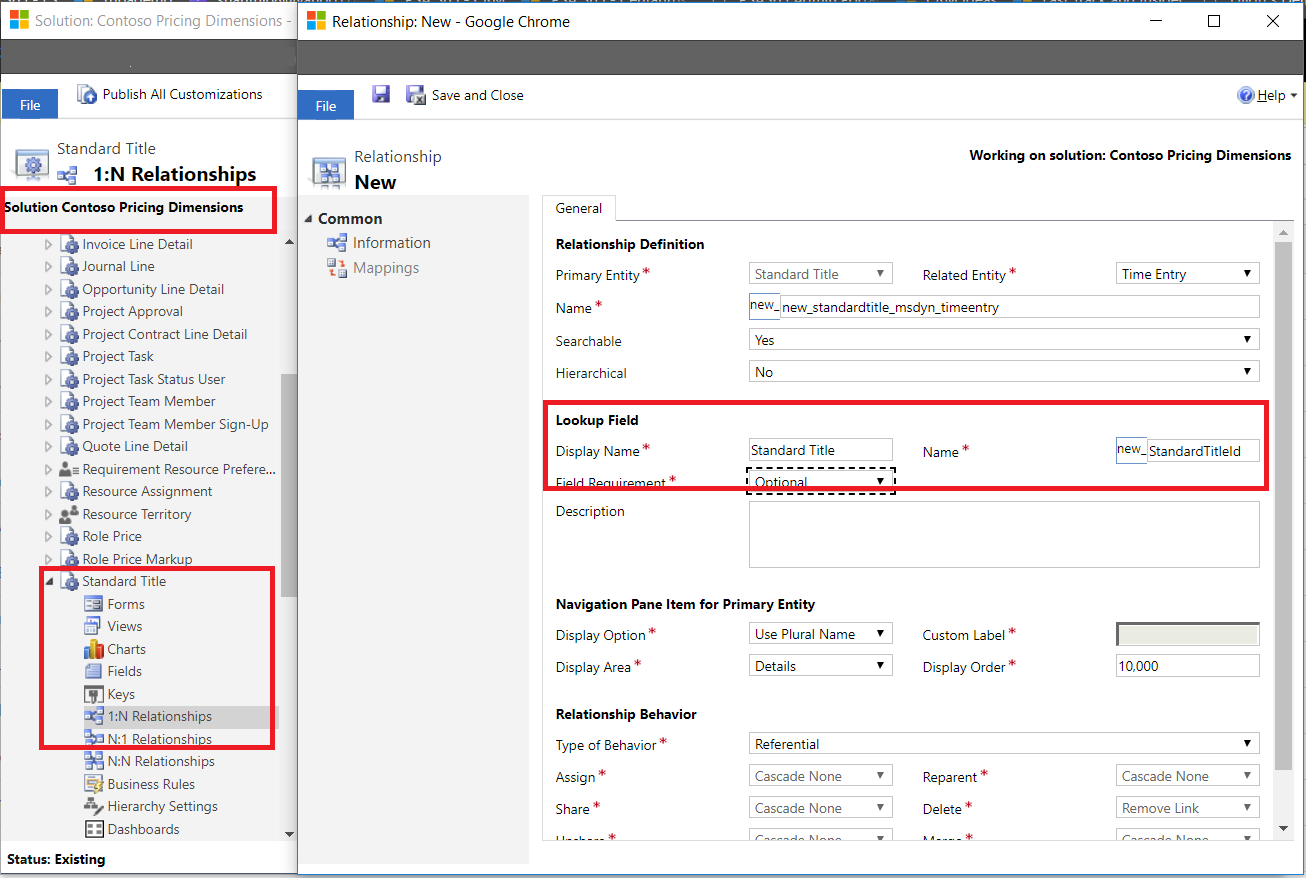 Solution: Contoso Pricing Dimensions -
File
Publish All Customizations
Standard Title
1:N Relationships
Solution Contoso Pricing Dimensions
Invoice Line Detail
Journal Line
Opportunity Line Detail
Project Approval
Project Contract Line Detail
Project Task
Project Task Status User
Project Team Member
Project Team Member Sign-Up
Quote Line Detail
Requirement Resource Prefere...
Resource Assignment
Resource Territory
Role Price
Role Price Markup
Standard Title
Forms
Views
Charts
Fields
Keys
1:N Relationships
N:1 Relationships
N:N Relationships
Business Rules
Hierarchy Settings
Dashboards
Status: Existing
Relationship: New - Google Chrome
File
Save and Close
Help
Relationship
New
Working on solution: Contoso Pricing Dimensions
Common
Information
Mappings
General
Relationship Definition
Primary Entity* Standard Title Related Entity* Time Entry
Name* new_ new_standardtitle_msdyn_timeentry
Searchable Yes
Hierarchical No
Lookup Field
Display Name* Standard Title Name* new_ StandardTitleId
Field Requirement* Optional
Description
Navigation Pane Item for Primary Entity
Display Option* Use Plural Name Custom Label*
Display Area* Details Display Order* 10,000
Relationship Behavior
Type of Behavior* Referential
Assign* Cascade None Reparent* Cascade None
Share* Cascade None Delete* Remove Link
Unshare* Cascade None Merge* Cascade None